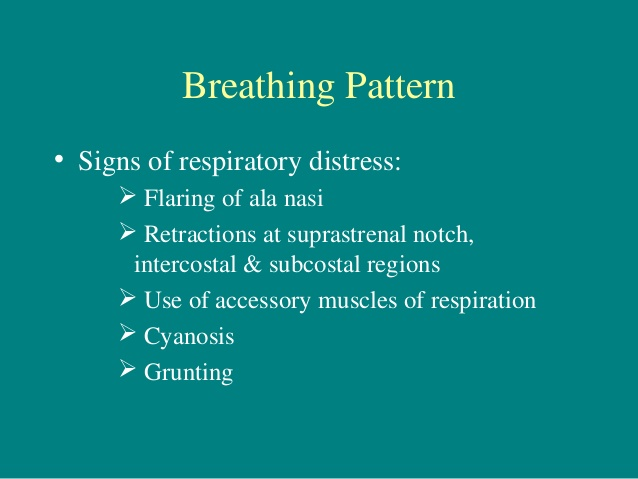 Breathing Pattern
• Signs of respiratory distress:
➢ Flaring of ala nasi
➢ Retractions at suprastrenal notch,
intercostal & subcostal regions
➢ Use of accessory muscles of respiration
➢ Cyanosis
➢ Grunting